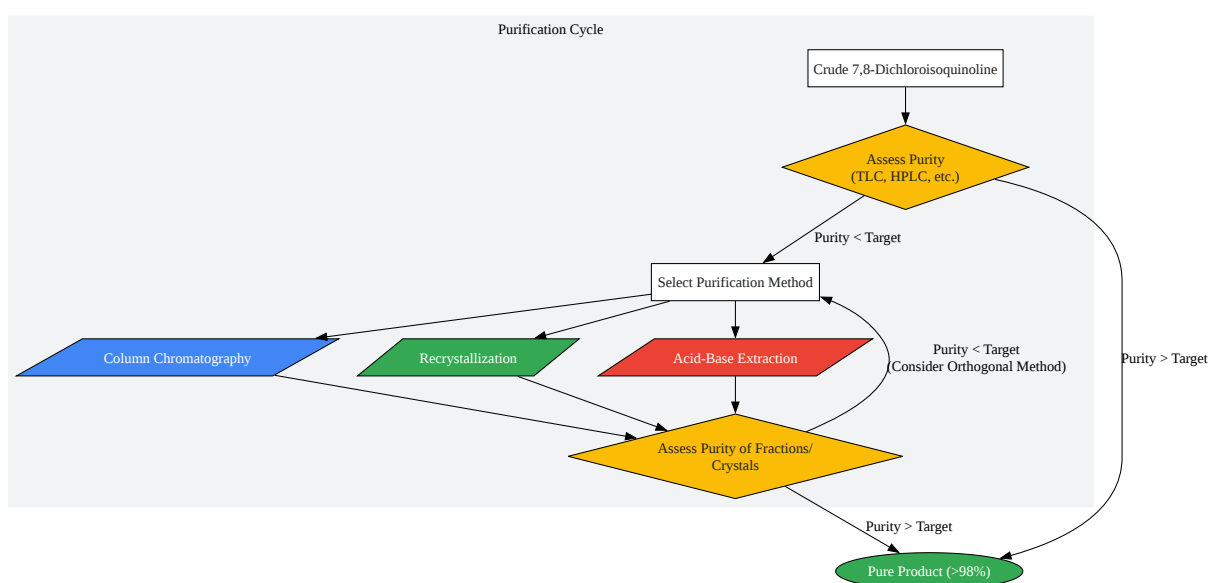 Purification Cycle
Crude 7,8-Dichloroisoquinoline
Assess Purity
(TLC, HPLC, etc.)
Purity < Target
Select Purification Method
Column Chromatography
Recrystallization
Acid-Base Extraction
Purity < Target
(Consider Orthogonal Method)
Purity > Target
Assess Purity of Fractions/
Crystals
Purity > Target
Pure Product (>98%)